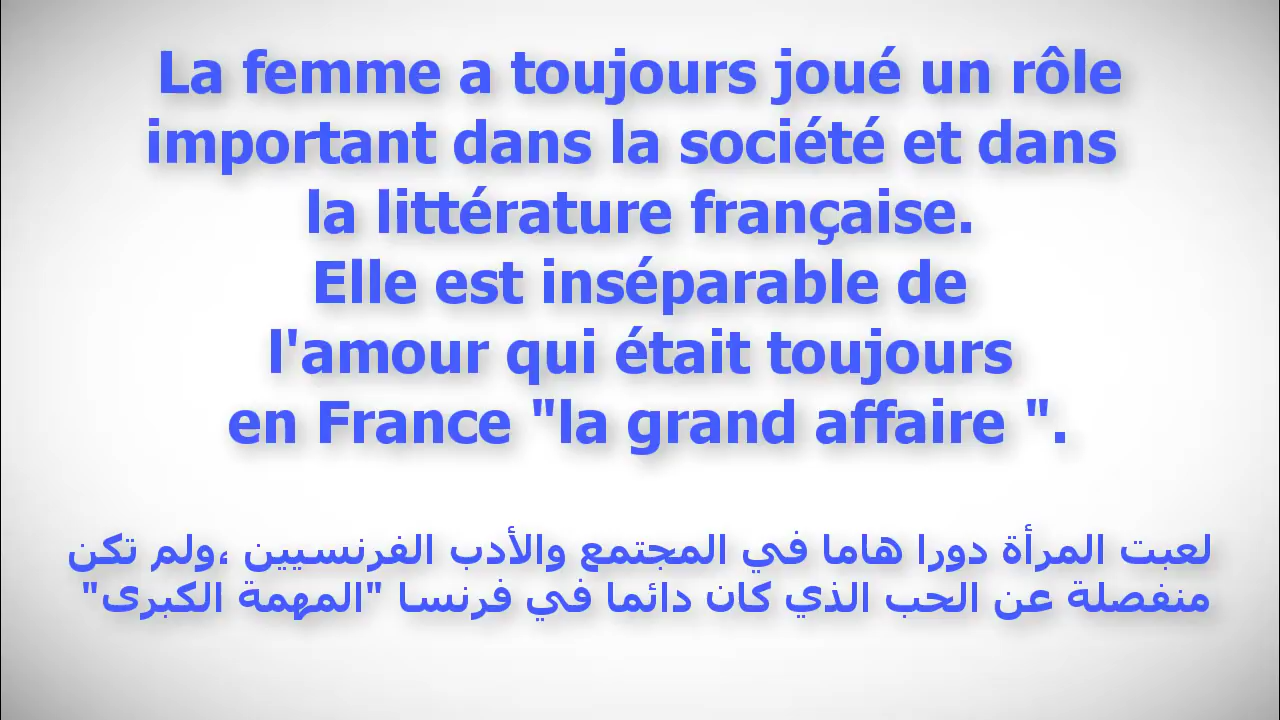 La femme a toujours joué un rôle
important dans la société et dans
la littérature française.
Elle est inséparable de
l'amour qui était toujours
en France "la grand affaire ".
لعبت المرأة دورا هاما في المجتمع والأدب الفرنسيين ،ولم تكن
منفصلة عن الحب الذي كان دائما في فرنسا "المهمة الكبرى"